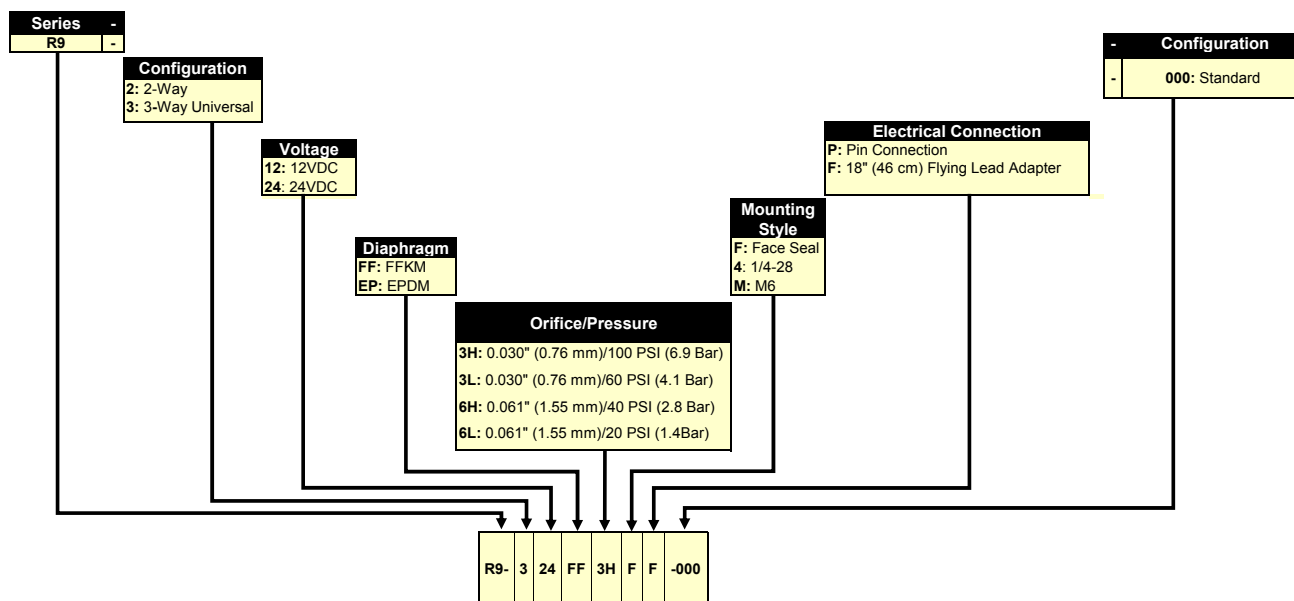 Series -
R9 -
- Configuration
- 000: Standard
Configuration
2: 2-Way
3: 3-Way Universal
Electrical Connection
P: Pin Connection
F: 18" (46 cm) Flying Lead Adapter
Voltage
12: 12VDC
24: 24VDC
Mounting
Style
F: Face Seal
4: 1/4-28
M: M6
Diaphragm
FF: FFKM
EP: EPDM
Orifice/Pressure
3H: 0.030" (0.76 mm)/100 PSI (6.9 Bar)
3L: 0.030" (0.76 mm)/60 PSI (4.1 Bar)
6H: 0.061" (1.55 mm)/40 PSI (2.8 Bar)
6L: 0.061" (1.55 mm)/20 PSI (1.4Bar)
R9- 3 24 FF 3H F F -000